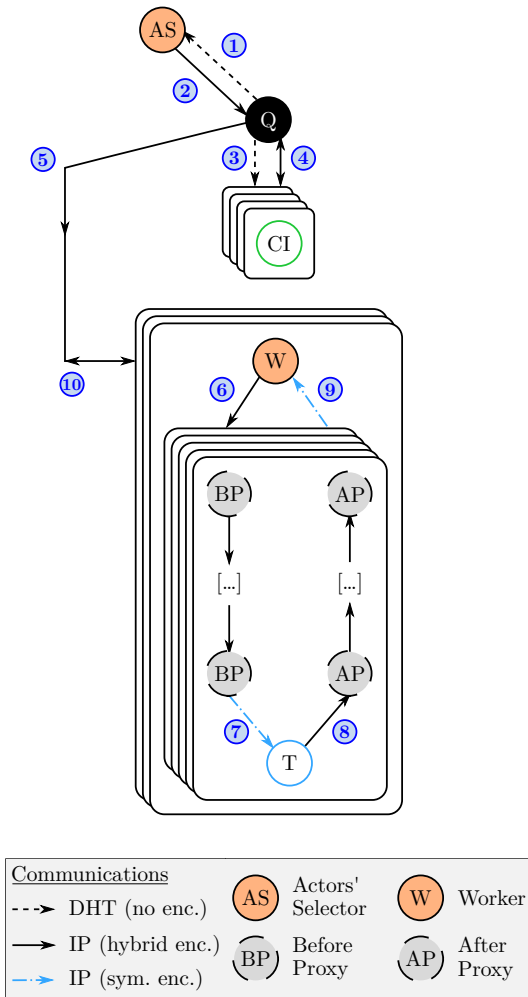 AS
1
2
Q
5
3
4
CI
10
W
6
9
BP
AP
[...]
[...]
BP
AP
7
8
T
Communications
DHT (no enc.)
IP (hybrid enc.)
IP (sym. enc.)
AS
Actors'
Selector
W
Worker
BP
Before
Proxy
AP
After
Proxy